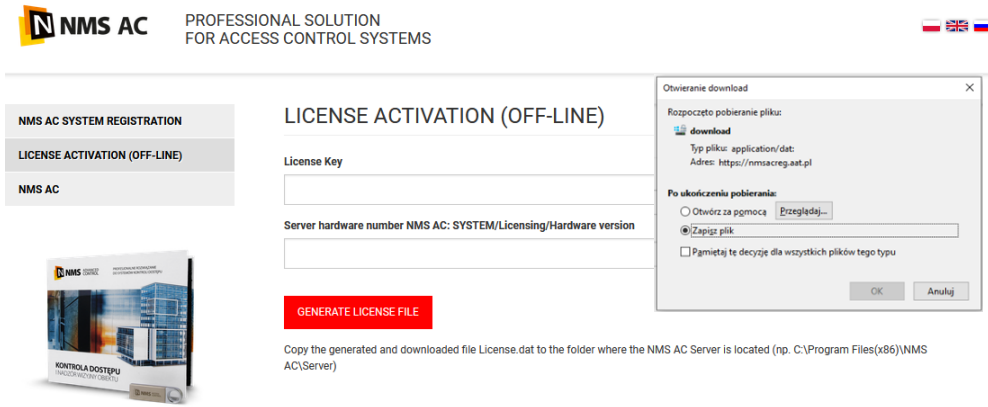 NMS AC
PROFESSIONAL SOLUTION
FOR ACCESS CONTROL SYSTEMS
NMS AC SYSTEM REGISTRATION
LICENSE ACTIVATION (OFF-LINE)
NMS AC
LICENSE ACTIVATION (OFF-LINE)
License Key
Server hardware number NMS AC: SYSTEM/Licensing/Hardware version
GENERATE LICENSE FILE
Copy the generated and downloaded file License.dat to the folder where the NMS AC Server is located (np. C:\Program Files(x86)\NMS
AC\Server)
Otwieranie download
Rozpoczęto pobieranie pliku:
download
Typ pliku: application/dat:
Adres: https://nmsacreg.aat.pl
Po ukończeniu pobierania:
Otwórz za pomocą Przeglądaj...
Zapisz plik
Pamiętaj tę decyzję dla wszystkich plików tego typu
OK Anuluj
NMS
KONTROLA DOSTĘPU
I NADZÓR WIZYJNY OBIEKTU